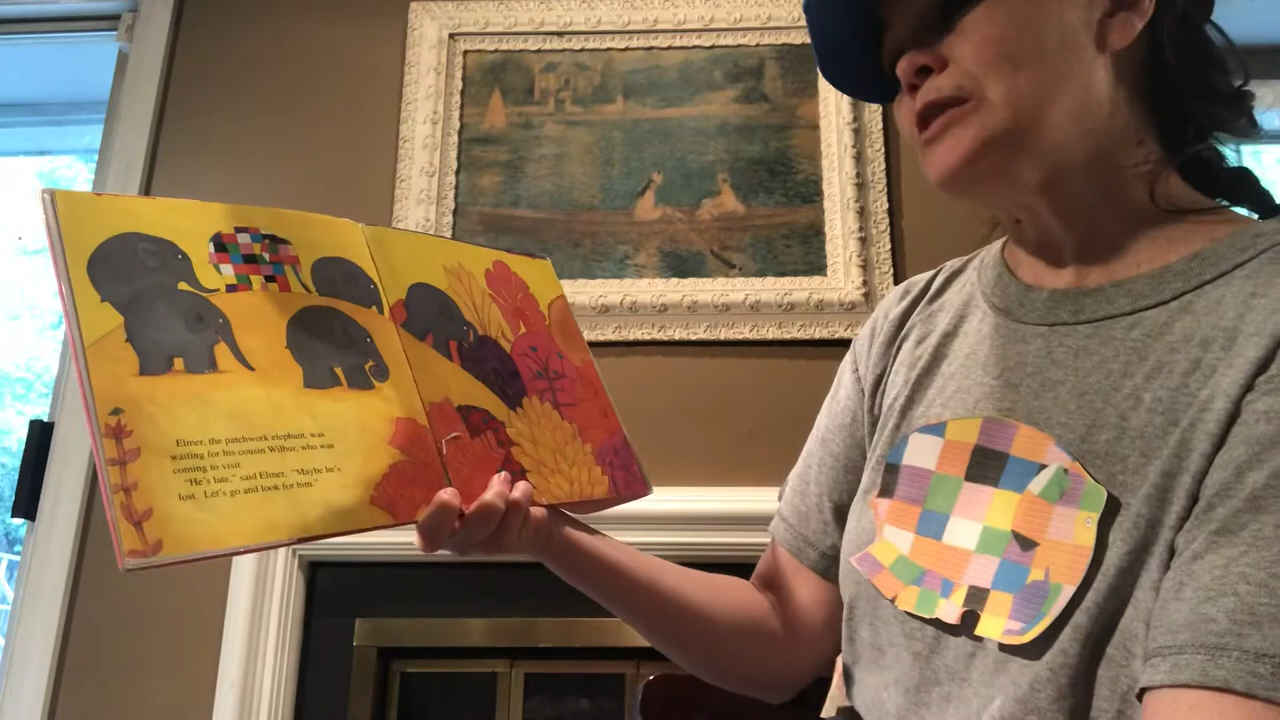 Elmer, the patchwork elephant, was
waiting for his cousin Wilbur, who was
coming to visit.
"He's late," said Elmer. "Maybe he's
lost. Let's go and look for him."